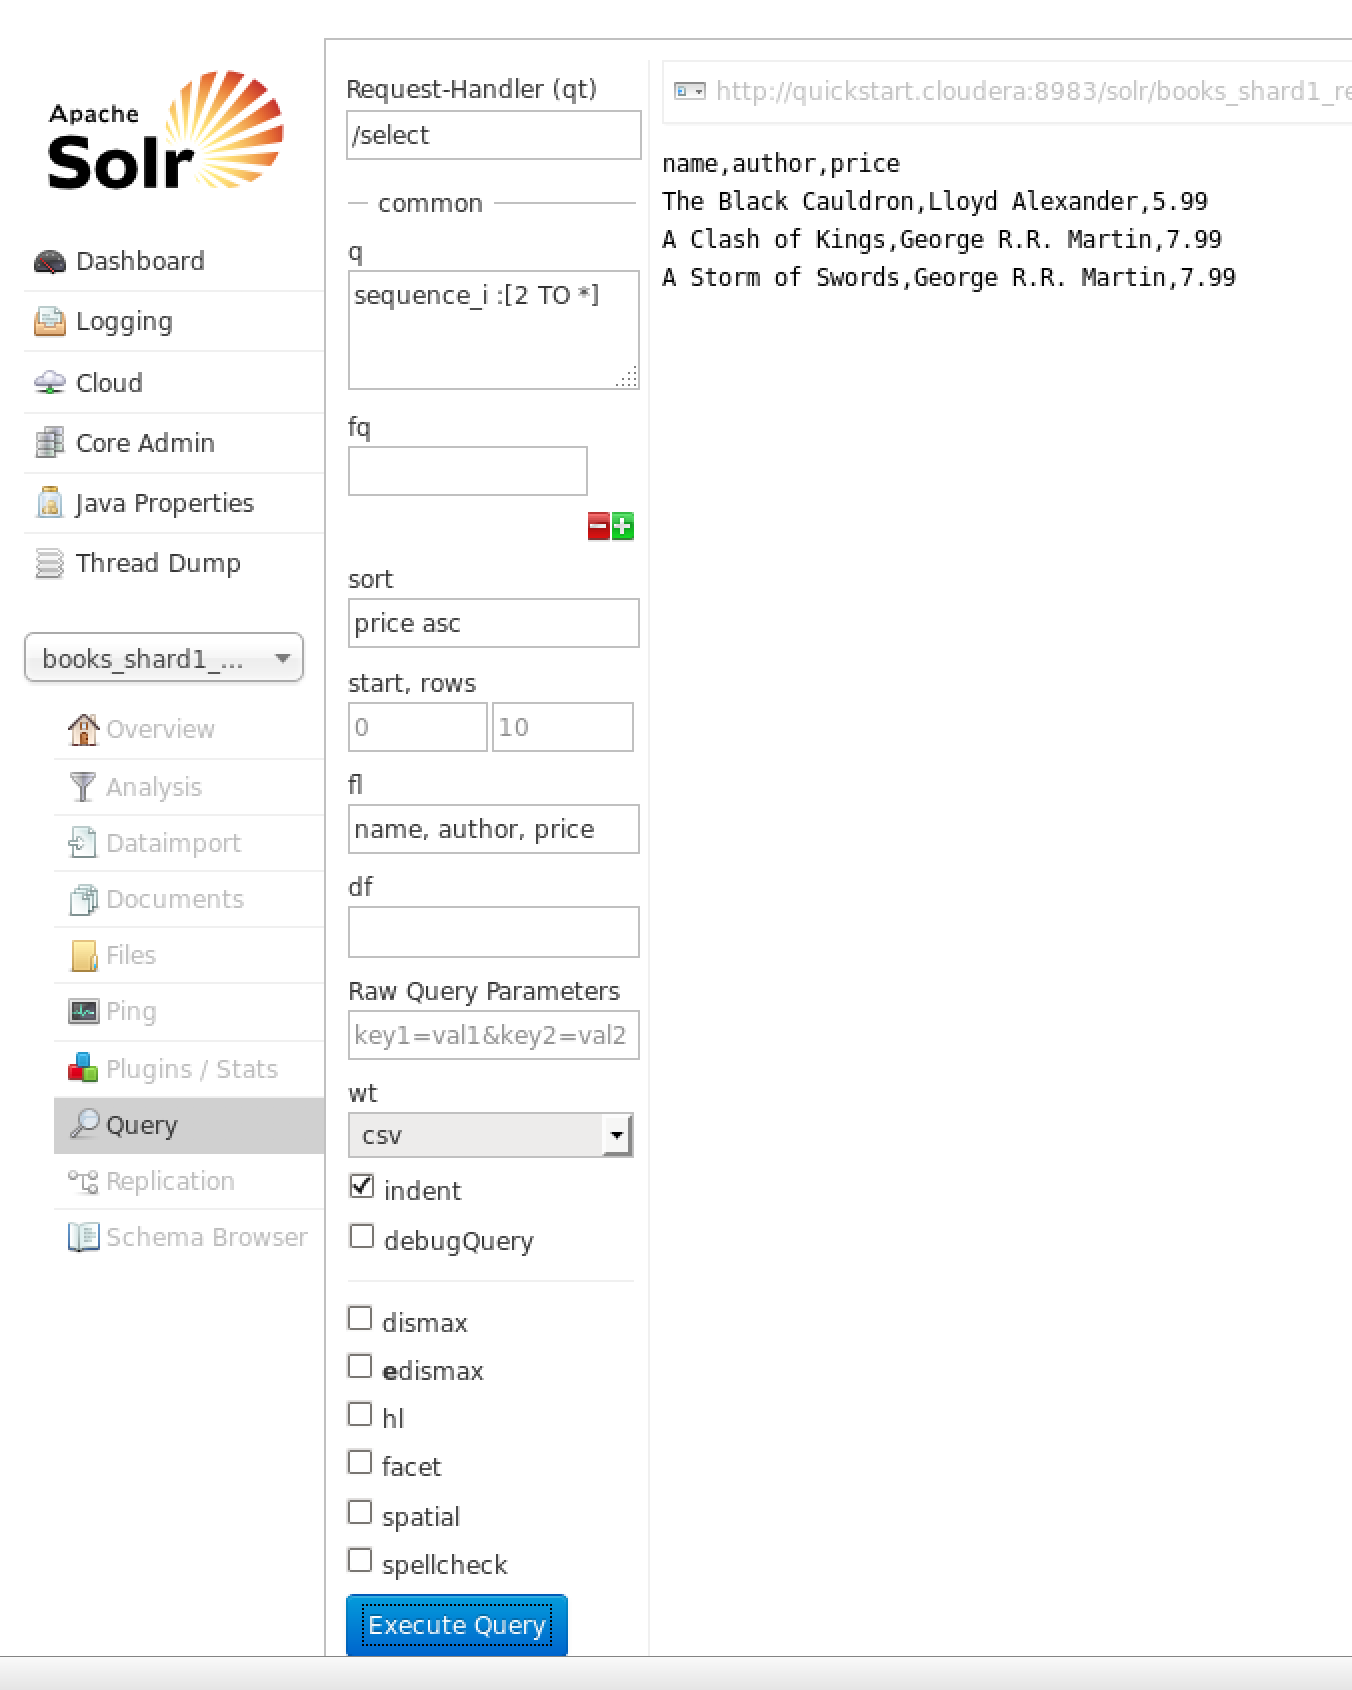 Apache
Solr
Dashboard
Logging
Cloud
Core Admin
Java Properties
Thread Dump
books_shard1_...
Overview
Analysis
Dataimport
Documents
Files
Ping
Plugins / Stats
Query
Replication
Schema Browser
Request-Handler (qt)
/select
common
q
sequence_i :[2 TO *]
fq
sort
price asc
start, rows
0 10
fl
name, author, price
df
Raw Query Parameters
key1=val1&key2=val2
wt
csv
indent
debugQuery
dismax
edismax
hl
facet
spatial
spellcheck
Execute Query
http://quickstart.cloudera:8983/solr/books_shard1_re
name,author,price
The Black Cauldron,Lloyd Alexander,5.99
A Clash of Kings,George R.R. Martin,7.99
A Storm of Swords,George R.R. Martin,7.99